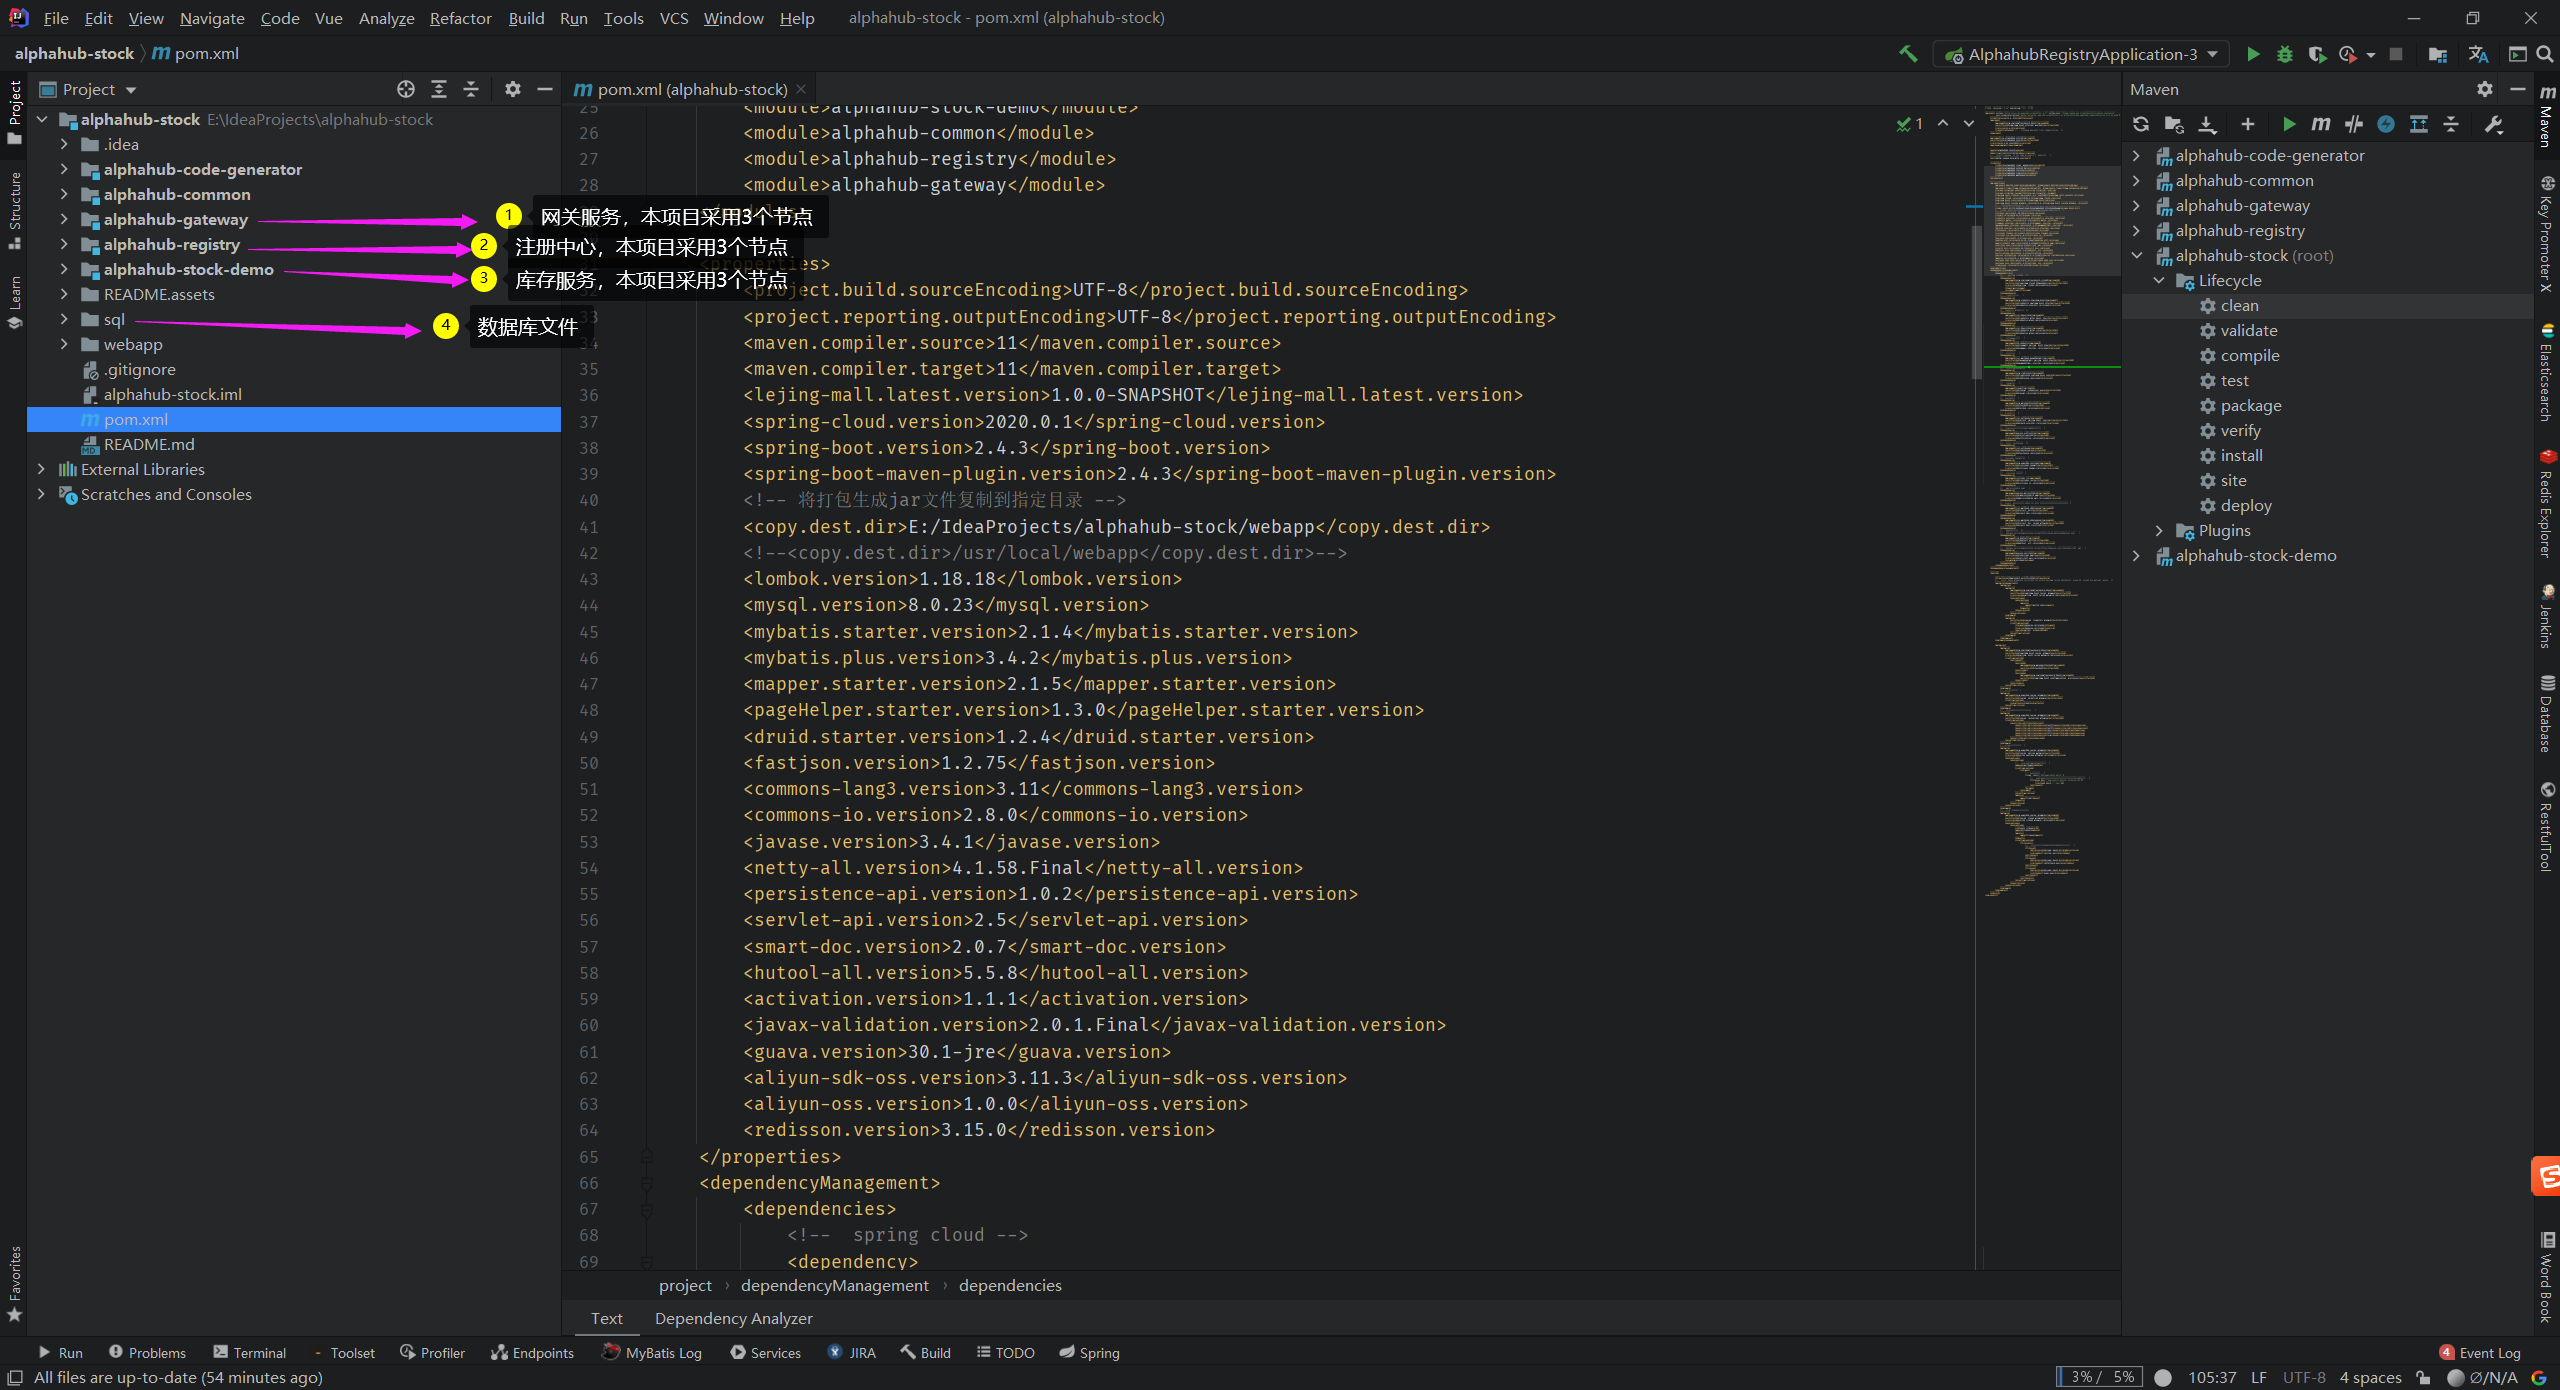 File Edit View Navigate Code Vue Analyze Refactor Build Run Tools VCS Window Help alphahub-stock - pom.xml (alphahub-stock)
alphahub-stock pom.xml AlphahubRegistryApplication-3
Project
pom.xml (alphahub-stock)
Maven
Project
Structure
Learn
Favorites
alphahub-stock E:\IdeaProjects\alphahub-stock
.idea
alphahub-code-generator
alphahub-common
alphahub-gateway
alphahub-registry
alphahub-stock-demo
README.assets
sql
webapp
.gitignore
alphahub-stock.iml
pom.xml
README.md
External Libraries
Scratches and Consoles
1 网关服务，本项目采用3个节点
2 注册中心，本项目采用3个节点
3 库存服务，本项目采用3个节点
4 数据库文件
25 <module>alphahub-stock-demo</module>
26 <module>alphahub-common</module>
27 <module>alphahub-registry</module>
28 <module>alphahub-gateway</module>
<properties>
32 <project.build.sourceEncoding>UTF-8</project.build.sourceEncoding>
33 <project.reporting.outputEncoding>UTF-8</project.reporting.outputEncoding>
34 <maven.compiler.source>11</maven.compiler.source>
35 <maven.compiler.target>11</maven.compiler.target>
36 <lejing-mall.latest.version>1.0.0-SNAPSHOT</lejing-mall.latest.version>
37 <spring-cloud.version>2020.0.1</spring-cloud.version>
38 <spring-boot.version>2.4.3</spring-boot.version>
39 <spring-boot-maven-plugin.version>2.4.3</spring-boot-maven-plugin.version>
40 <!-- 将打包生成jar文件复制到指定目录 -->
41 <copy.dest.dir>E:/IdeaProjects/alphahub-stock/webapp</copy.dest.dir>
42 <!--<copy.dest.dir>/usr/local/webapp</copy.dest.dir>-->
43 <lombok.version>1.18.18</lombok.version>
44 <mysql.version>8.0.23</mysql.version>
45 <mybatis.starter.version>2.1.4</mybatis.starter.version>
46 <mybatis.plus.version>3.4.2</mybatis.plus.version>
47 <mapper.starter.version>2.1.5</mapper.starter.version>
48 <pageHelper.starter.version>1.3.0</pageHelper.starter.version>
49 <druid.starter.version>1.2.4</druid.starter.version>
50 <fastjson.version>1.2.75</fastjson.version>
51 <commons-lang3.version>3.11</commons-lang3.version>
52 <commons-io.version>2.8.0</commons-io.version>
53 <javase.version>3.4.1</javase.version>
54 <netty-all.version>4.1.58.Final</netty-all.version>
55 <persistence-api.version>1.0.2</persistence-api.version>
56 <servlet-api.version>2.5</servlet-api.version>
57 <smart-doc.version>2.0.7</smart-doc.version>
58 <hutool-all.version>5.5.8</hutool-all.version>
59 <activation.version>1.1.1</activation.version>
60 <javax-validation.version>2.0.1.Final</javax-validation.version>
61 <guava.version>30.1-jre</guava.version>
62 <aliyun-sdk-oss.version>3.11.3</aliyun-sdk-oss.version>
63 <aliyun-oss.version>1.0.0</aliyun-oss.version>
64 <redisson.version>3.15.0</redisson.version>
65 </properties>
66 <dependencyManagement>
67 <dependencies>
68 <!--  spring cloud -->
69 <dependency>
1
project › dependencyManagement › dependencies
Text Dependency Analyzer
alphahub-code-generator
alphahub-common
alphahub-gateway
alphahub-registry
alphahub-stock (root)
Lifecycle
clean
validate
compile
test
package
verify
install
site
deploy
Plugins
alphahub-stock-demo
Maven
Key Promoter X
Elasticsearch
Redis Explorer
Jenkins
Database
RestfulTool
Word Book
Run Problems Terminal Toolset Profiler Endpoints MyBatis Log Services JIRA Build TODO Spring 4 Event Log
All files are up-to-date (54 minutes ago) 3% / 5% 105:37 LF UTF-8 4 spaces Ø/N/A